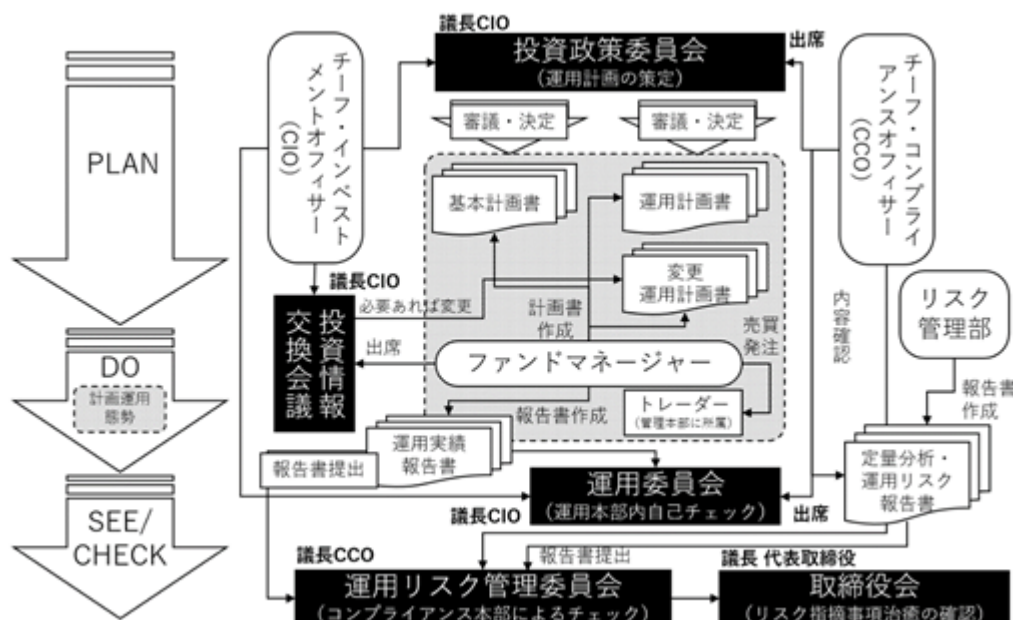 PLAN
DO
計画運用
態勢
SEE/
CHECK
チーフ・インベスト
メントオフィサー
(CIO)
議長CIO
投資政策委員会
(運用計画の策定)
出席
チーフ・コンプライ
アンスオフィサー
(CCO)
審議・決定
審議・決定
基本計画書
運用計画書
変更
運用計画書
議長CIO
投資情報
交換会議
必要あれば変更
計画書
作成
売買
発注
内容確認
リスク
管理部
出席
ファンドマネージャー
報告書作成
トレーダー
(管理本部に所属)
報告書
作成
運用実績
報告書
報告書提出
定量分析・
運用リスク
報告書
運用委員会
(運用本部内自己チェック)
議長CIO
出席
議長CCO
報告書提出
議長 代表取締役
運用リスク管理委員会
(コンプライアンス本部によるチェック)
取締役会
(リスク指摘事項治癒の確認)